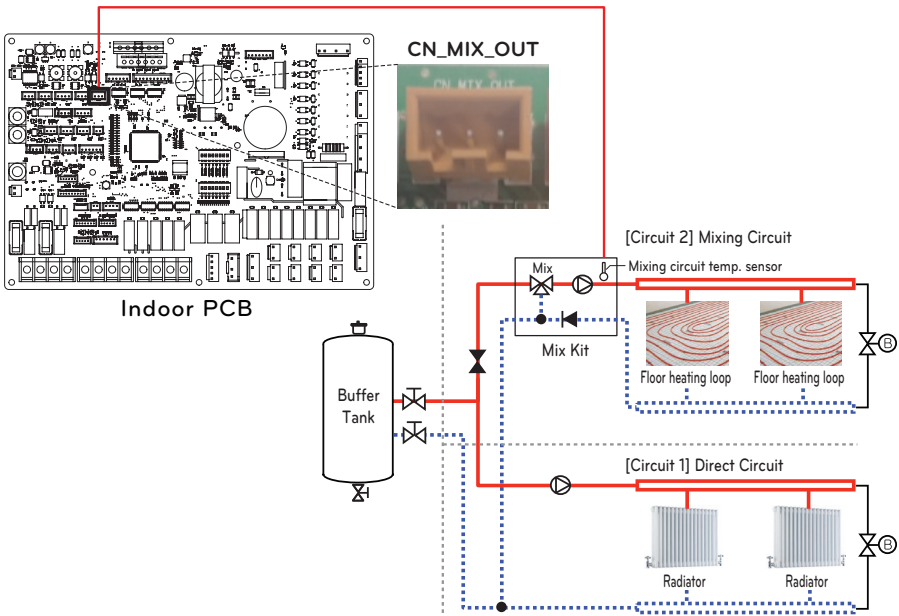 CN_MIX_OUT
CN_MIX_OUT
Indoor PCB
[Circuit 2] Mixing Circuit
Mix
Mixing circuit temp. sensor
Mix Kit
Floor heating loop
Floor heating loop
B
Buffer
Tank
[Circuit 1] Direct Circuit
Radiator
Radiator
B